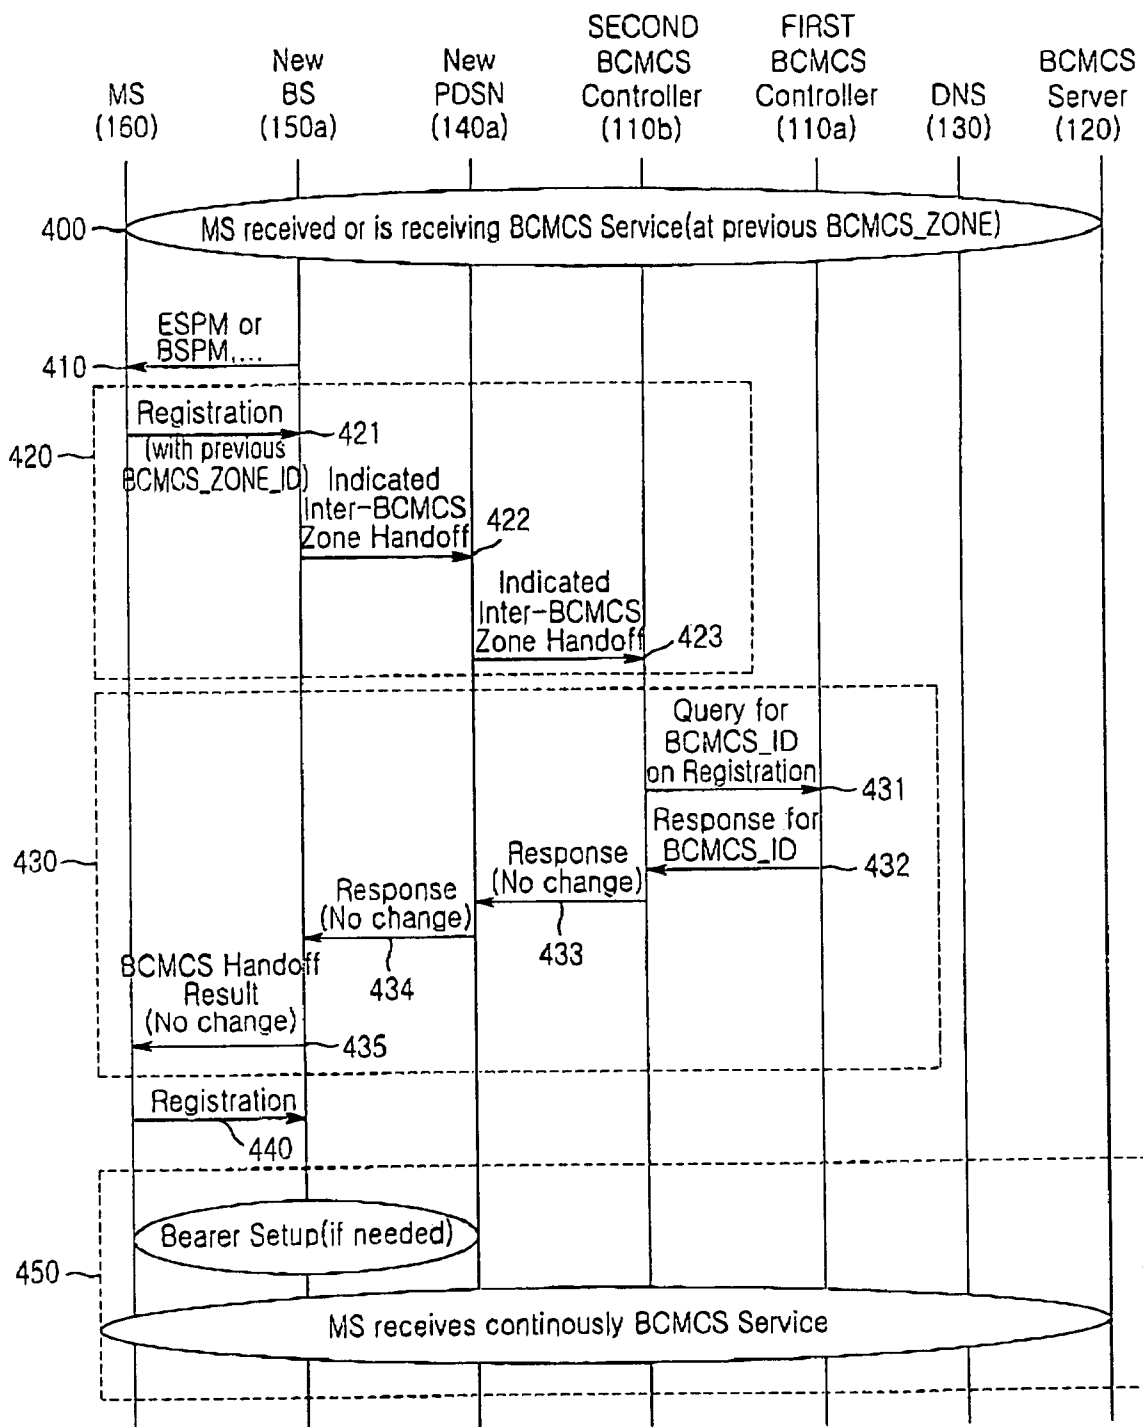 MS
(160)
New
BS
(150a)
New
PDSN
(140a)
SECOND
BCMCS
Controller
(110b)
FIRST
BCMCS
Controller
(110a)
DNS
(130)
BCMCS
Server
(120)
400
MS received or is receiving BCMCS Service(at previous BCMCS_ZONE)
ESPM or
BSPM,...
410
420
Registration
(with previous
BCMCS_ZONE_ID)
421
Indicated
Inter-BCMCS
Zone Handoff
422
Indicated
Inter-BCMCS
Zone Handoff
423
430
Query for
BCMCS_ID
on Registration
431
Response for
BCMCS_ID
432
Response
(No change)
433
Response
(No change)
434
BCMCS Handoff
Result
(No change)
435
Registration
440
450
Bearer Setup(if needed)
MS receives continously BCMCS Service